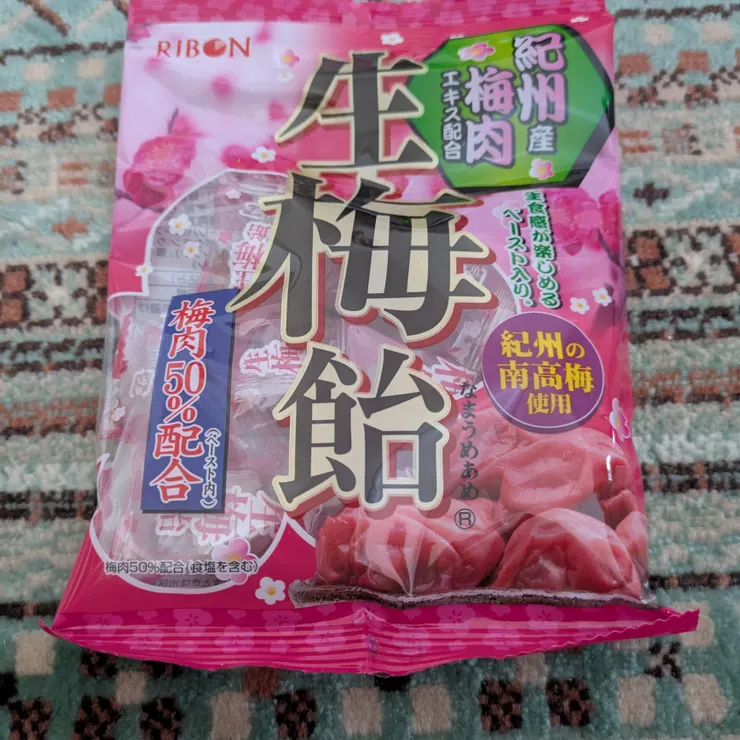 RIBON
紀州産
梅肉
エキス配合
生梅飴
なまうめあめ®
生食感が楽しめる
ペースト入り。
紀州の
南高梅
使用
梅肉50%配合
(ペースト内)
梅肉50%配合(食塩を含む)